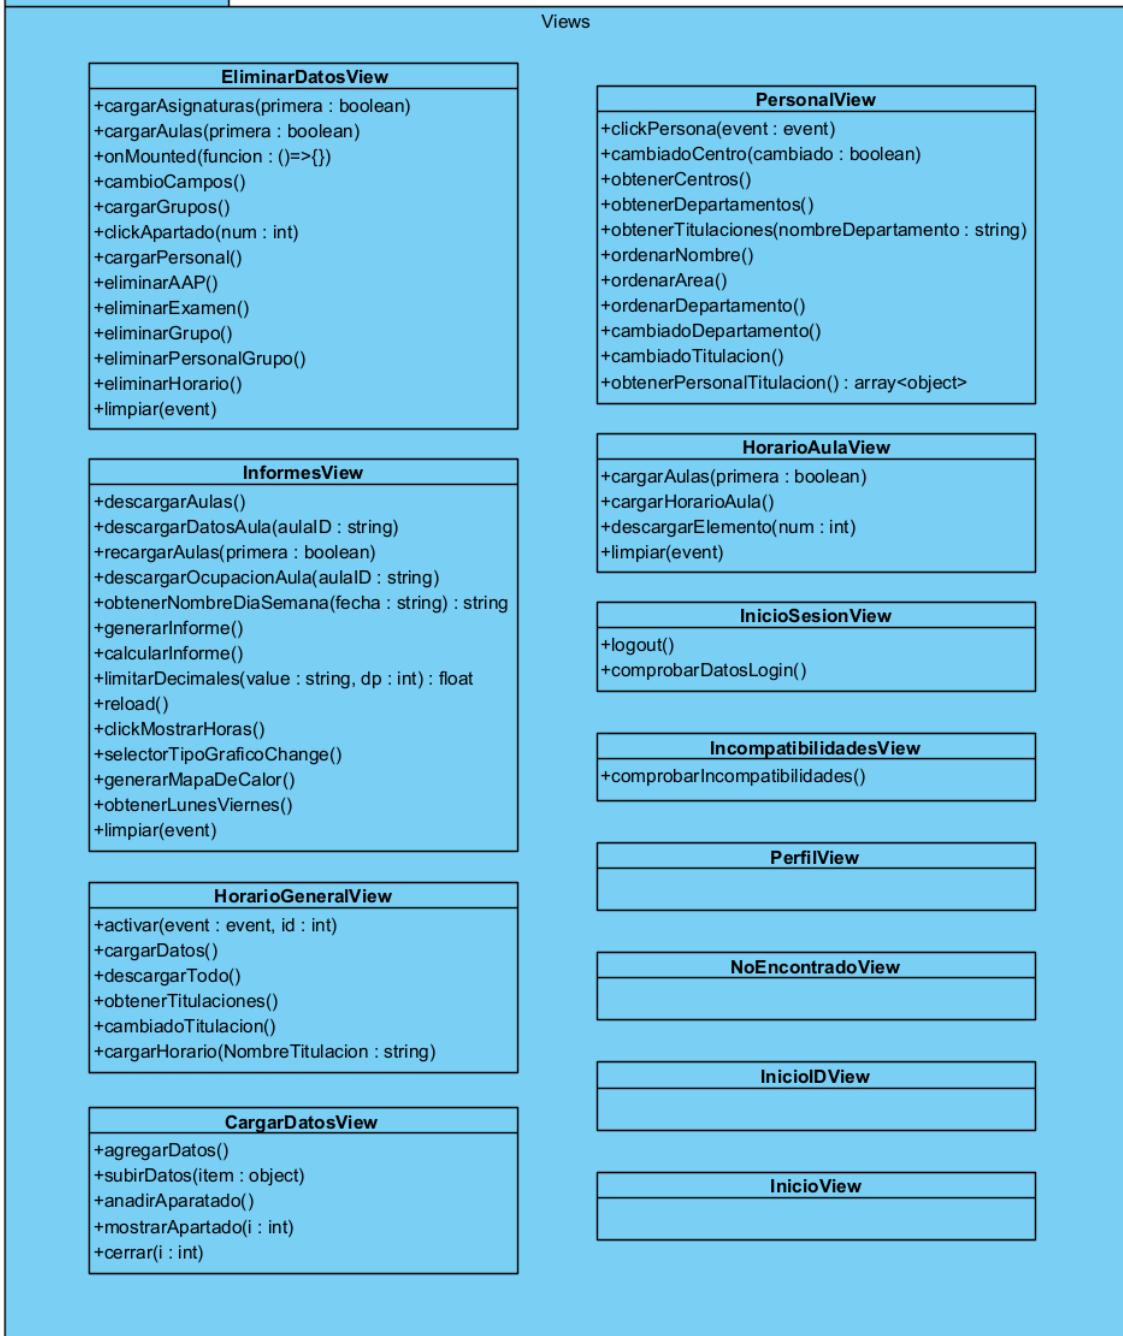 Views
EliminarDatosView
+cargarAsignaturas(primera : boolean)
+cargarAulas(primera : boolean)
+onMounted(funcion : ()=>{})
+cambioCampos()
+cargarGrupos()
+clickApartado(num : int)
+cargarPersonal()
+eliminarAAP()
+eliminarExamen()
+eliminarGrupo()
+eliminarPersonalGrupo()
+eliminarHorario()
+limpiar(event)
InformesView
+descargarAulas()
+descargarDatosAula(aulaID : string)
+recargarAulas(primera : boolean)
+descargarOcupacionAula(aulaID : string)
+obtenerNombreDiaSemana(fecha : string) : string
+generarInforme()
+calcularInforme()
+limitarDecimales(value : string, dp : int) : float
+reload()
+clickMostrarHoras()
+selectorTipoGraficoChange()
+generarMapaDeCalor()
+obtenerLunesViernes()
+limpiar(event)
HorarioGeneralView
+activar(event : event, id : int)
+cargarDatos()
+descargarTodo()
+obtenerTitulaciones()
+cambiadoTitulacion()
+cargarHorario(NombreTitulacion : string)
CargarDatosView
+agregarDatos()
+subirDatos(item : object)
+anadirAparatado()
+mostrarApartado(i : int)
+cerrar(i : int)
PersonalView
+clickPersona(event : event)
+cambiadoCentro(cambiado : boolean)
+obtenerCentros()
+obtenerDepartamentos()
+obtenerTitulaciones(nombreDepartamento : string)
+ordenarNombre()
+ordenarArea()
+ordenarDepartamento()
+cambiadoDepartamento()
+cambiadoTitulacion()
+obtenerPersonalTitulacion() : array<object>
HorarioAulaView
+cargarAulas(primera : boolean)
+cargarHorarioAula()
+descargarElemento(num : int)
+limpiar(event)
InicioSesionView
+logout()
+comprobarDatosLogin()
IncompatibilidadesView
+comprobarIncompatibilidades()
PerfilView
NoEncontradoView
InicioIDView
InicioView